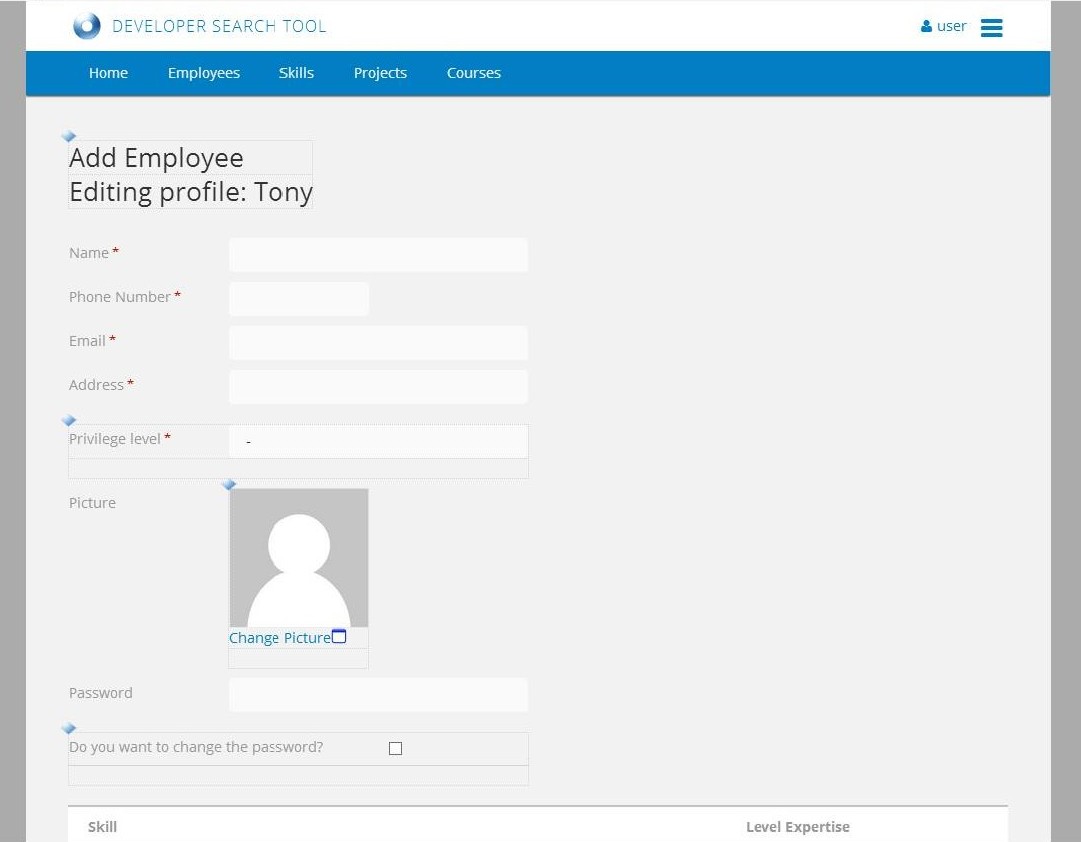 DEVELOPER SEARCH TOOL
user
Home Employees Skills Projects Courses
Add Employee
Editing profile: Tony
Name *
Phone Number *
Email *
Address *
Privilege level * -
Picture
Change Picture
Password
Do you want to change the password?
Skill Level Expertise